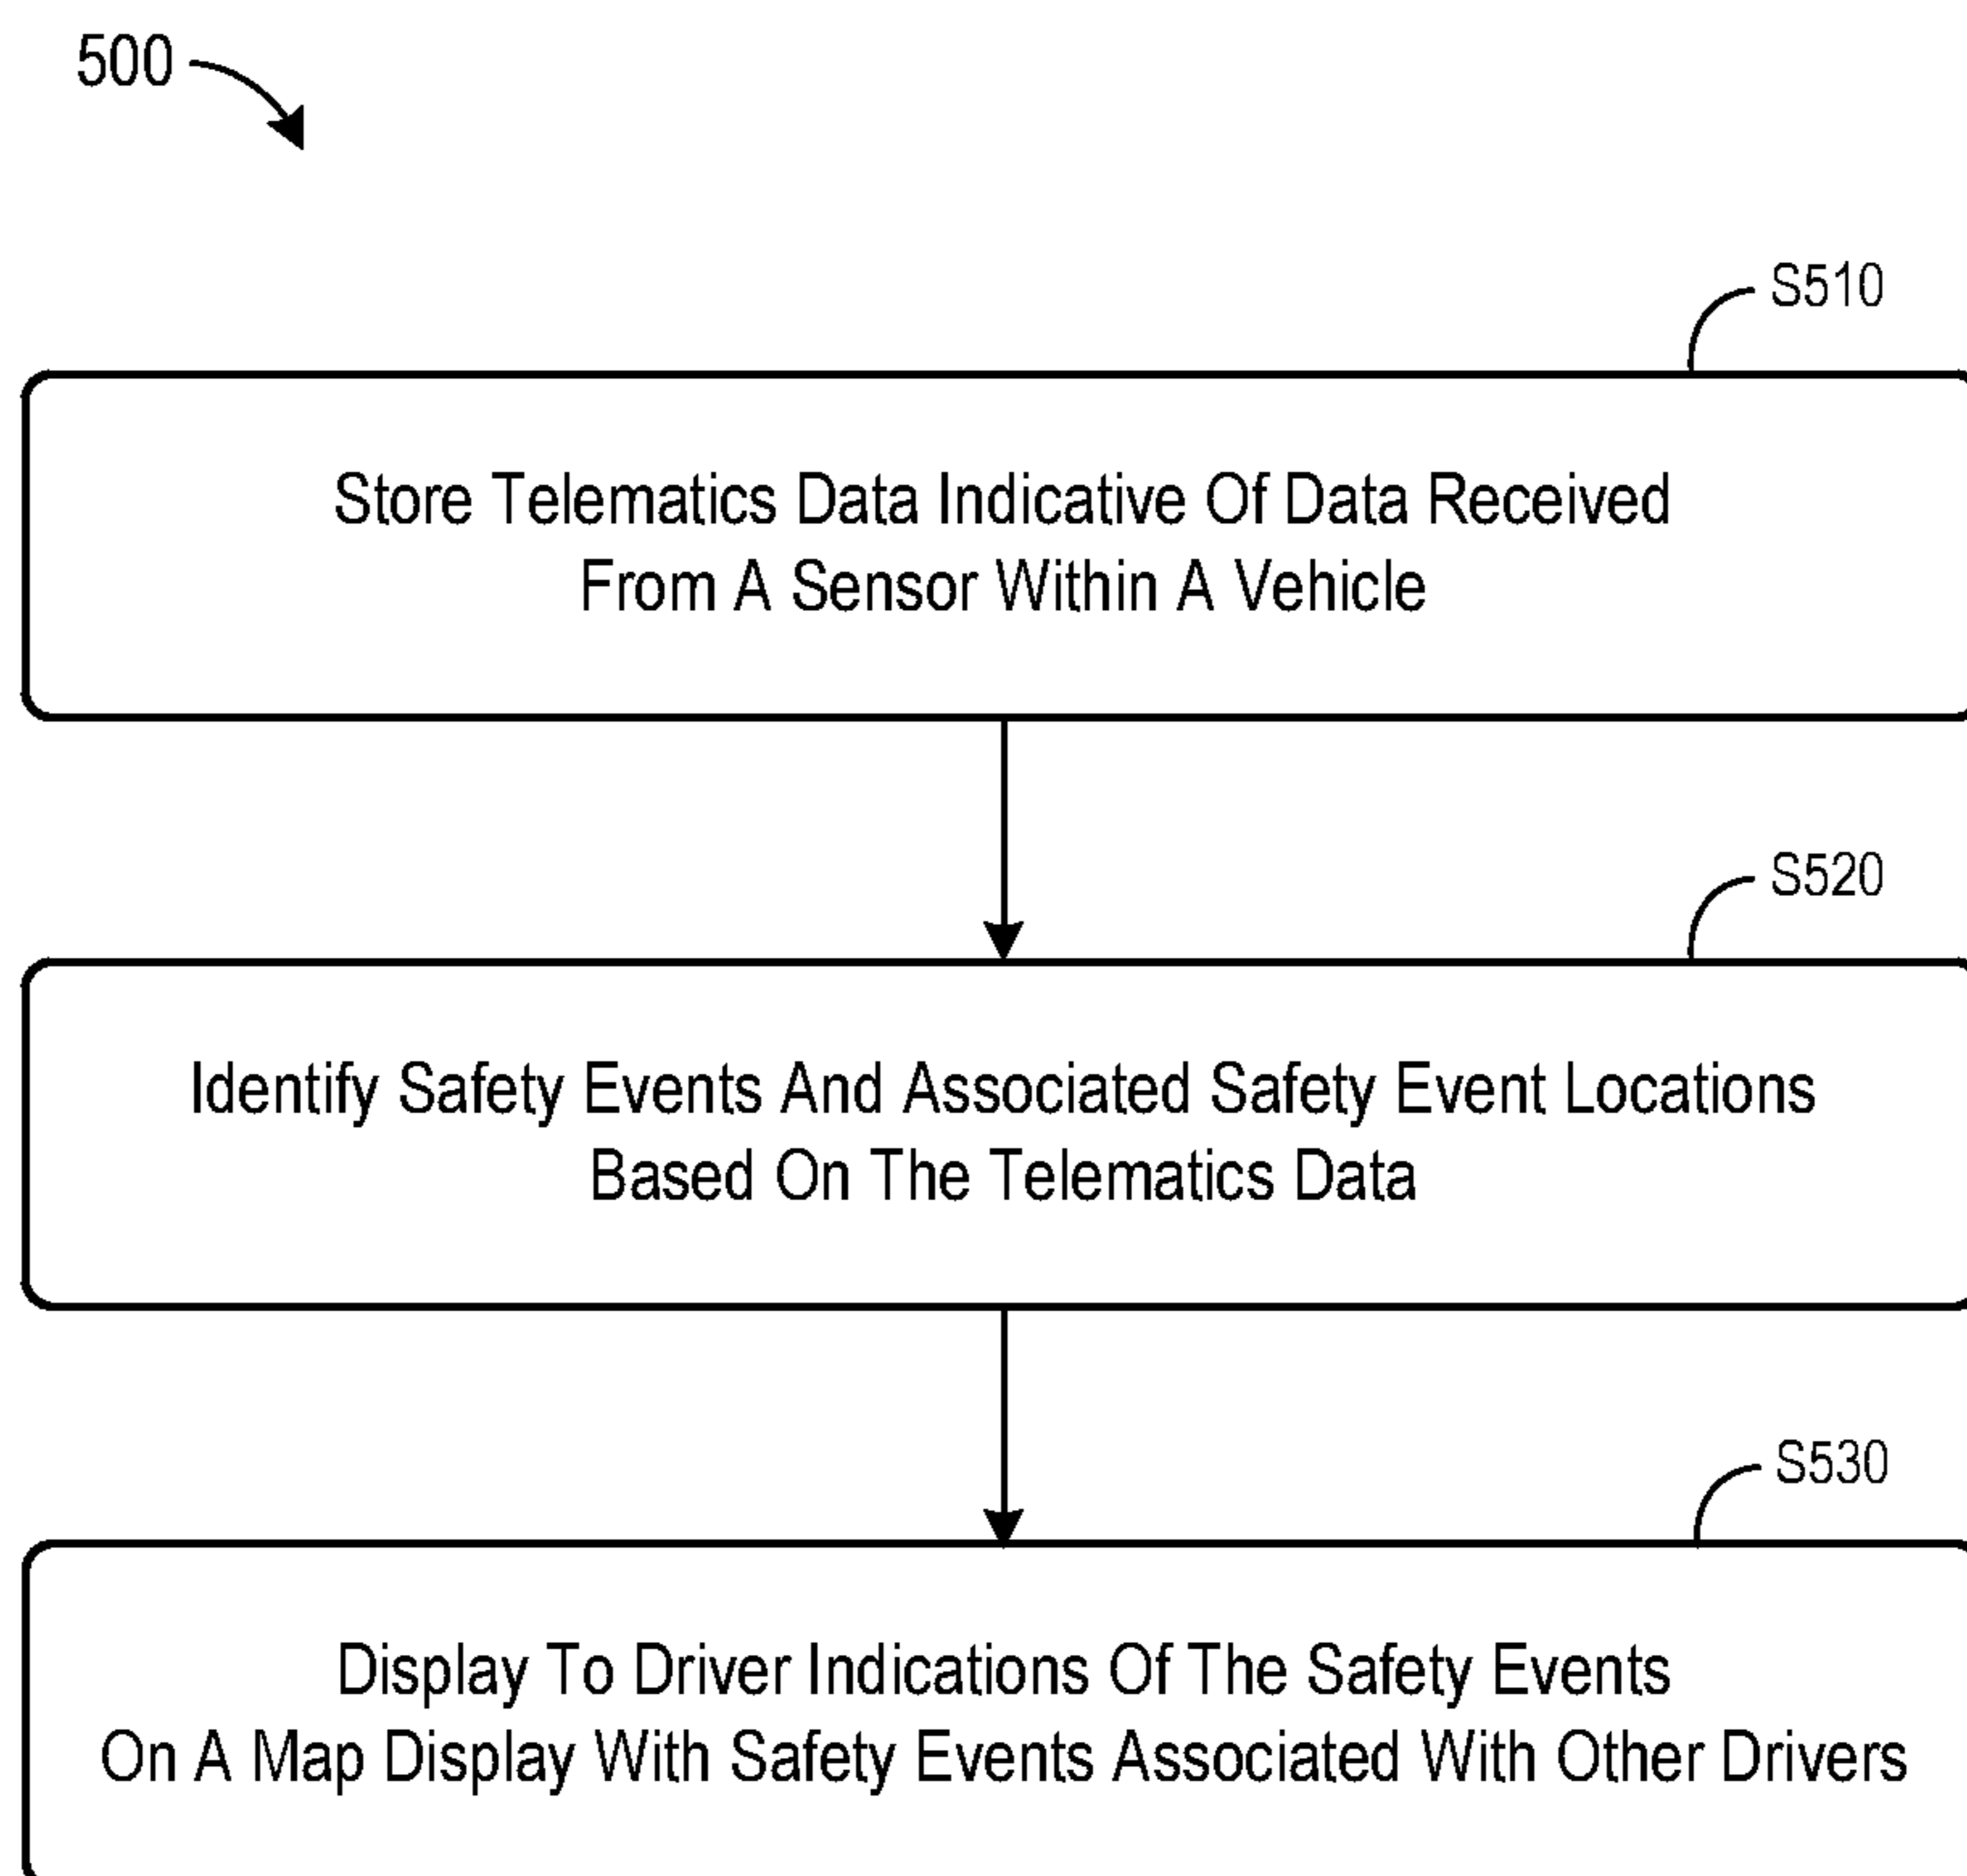 500
S510
Store Telematics Data Indicative Of Data Received
From A Sensor Within A Vehicle
S520
Identify Safety Events And Associated Safety Event Locations
Based On The Telematics Data
S530
Display To Driver Indications Of The Safety Events
On A Map Display With Safety Events Associated With Other Drivers